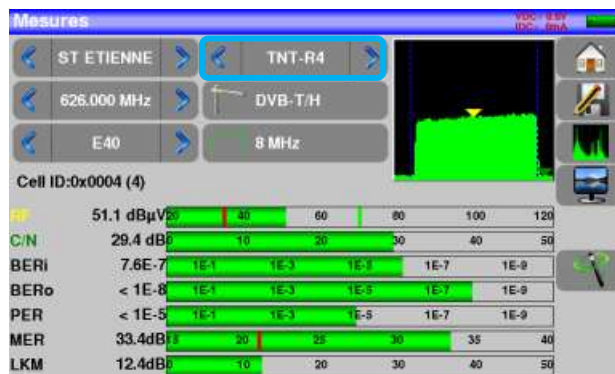 Mesures
VDC: 0.0V
IDC: 0mA
ST ETIENNE TNT-R4
626.000 MHz DVB-T/H
E40 8 MHz
Cell ID:0x0004 (4)
RF 51.1 dBµV 20 40 60 80 100 120
C/N 29.4 dB 0 10 20 30 40 50
BERi 7.6E-7 1E-1 1E-3 1E-5 1E-7 1E-9
BERo < 1E-8 1E-1 1E-3 1E-5 1E-7 1E-9
PER < 1E-5 1E-1 1E-3 1E-5 1E-7 1E-9
MER 33.4dB 15 20 25 30 35 40
LKM 12.4dB 0 10 20 30 40 50